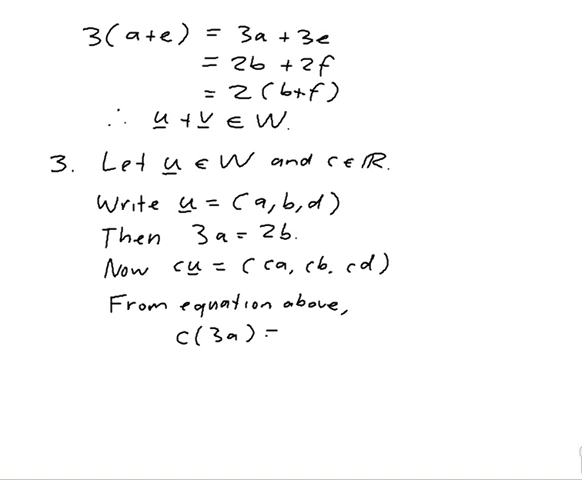 3(a+e) = 3a + 3e
= 2b + 2f
= 2(b+f)
∴ u + v ∈ W.
3. Let u ∈ W and c ∈ ℝ.
Write u = (a, b, d)
Then 3a = 2b.
Now cu = (ca, cb, cd)
From equation above,
c(3a) =